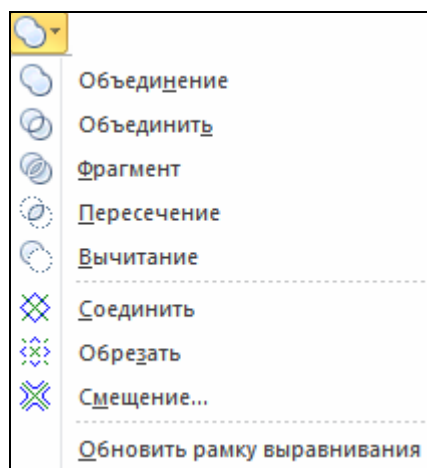 Объединение
Объединить
Фрагмент
Пересечение
Вычитание
Соединить
Обрезать
Смещение...
Обновить рамку выравнивания